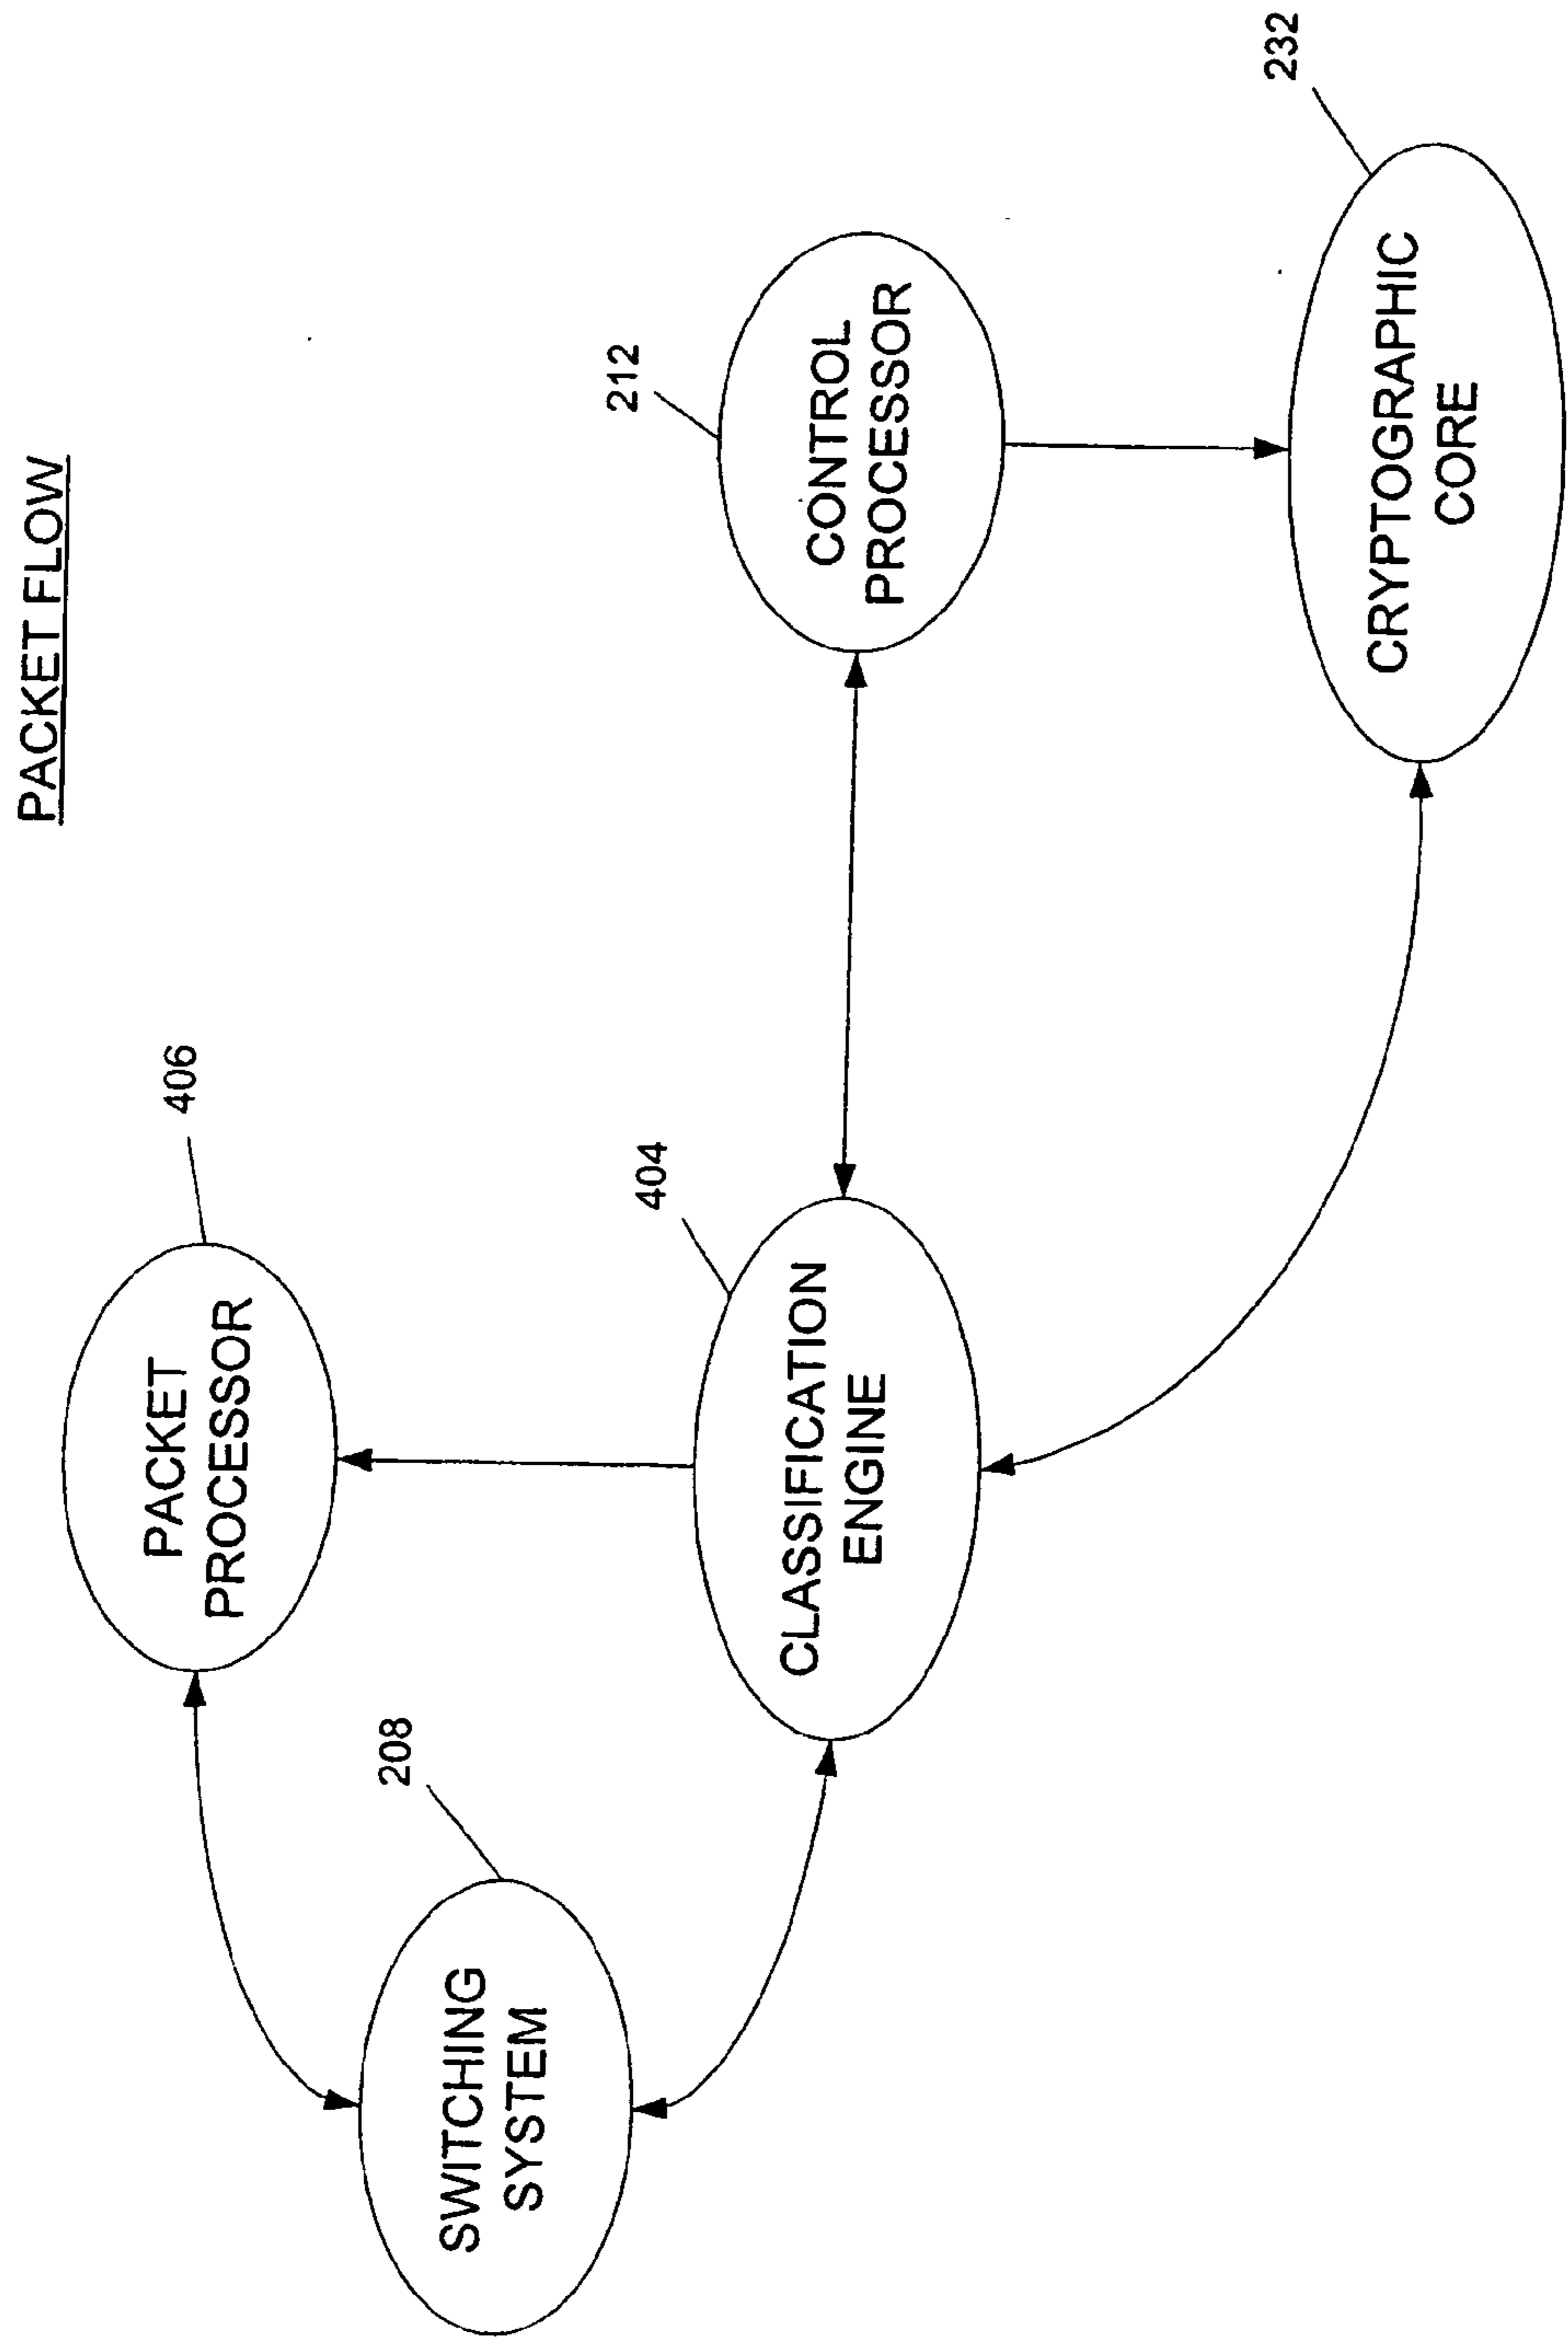 PACKET FLOW
406
PACKET
PROCESSOR
208
SWITCHING
SYSTEM
404
CLASSIFICATION
ENGINE
212
CONTROL
PROCESSOR
232
CRYPTOGRAPHIC
CORE